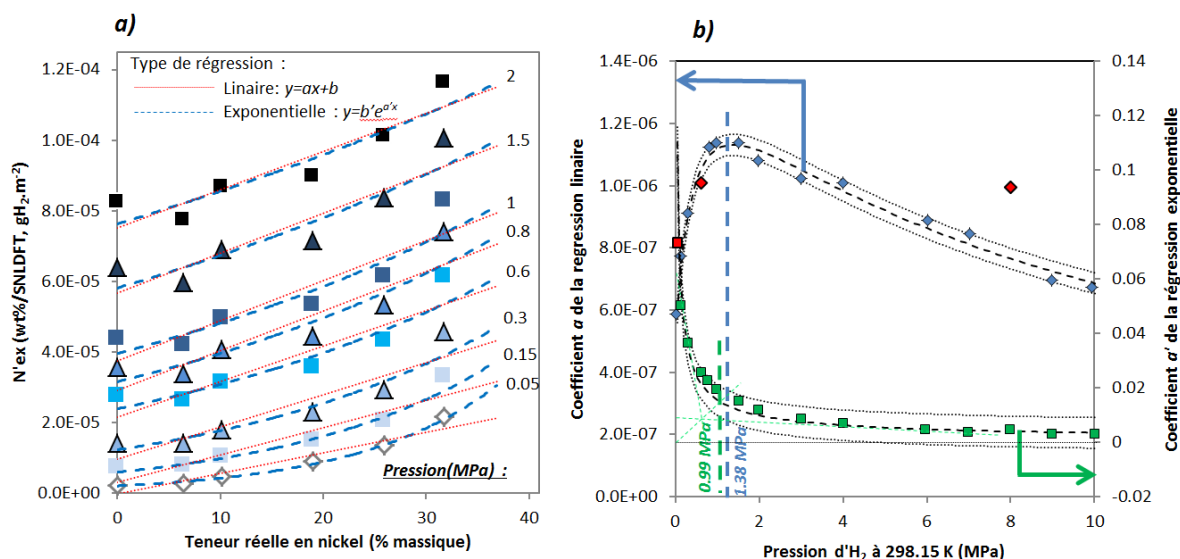 a)
N'ex (wt%/SNLDFT, gH2.m-2)
1.2E-04
1.0E-04
8.0E-05
6.0E-05
4.0E-05
2.0E-05
0.0E+00
Type de régression :
Linaire: y=ax+b
Exponentielle : y=b'e^a'x
2
1.5
1
0.8
0.6
0.3
0.15
0.05
Pression(MPa) :
0
10
20
30
40
Teneur réelle en nickel (% massique)
b)
Coefficient a de la regression linaire
1.4E-06
1.2E-06
1.0E-06
8.0E-07
6.0E-07
4.0E-07
2.0E-07
0.0E+00
0.99 MPa
1.38 MPa
0.14
0.12
0.1
0.08
0.06
0.04
0.02
0
-0.02
Coefficient a' de la régression exponentielle
0
2
4
6
8
10
Pression d'H2 à 298.15 K (MPa)